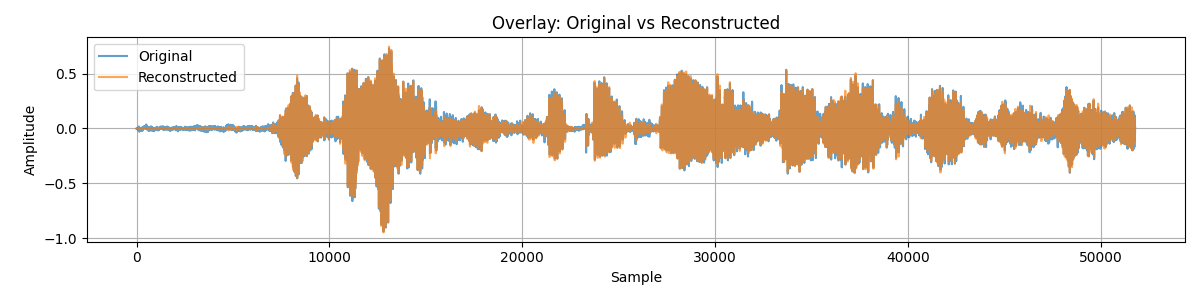 Overlay: Original vs Reconstructed
Original
Reconstructed
Amplitude
0.5
0.0
−0.5
−1.0
0
10000
20000
30000
40000
50000
Sample